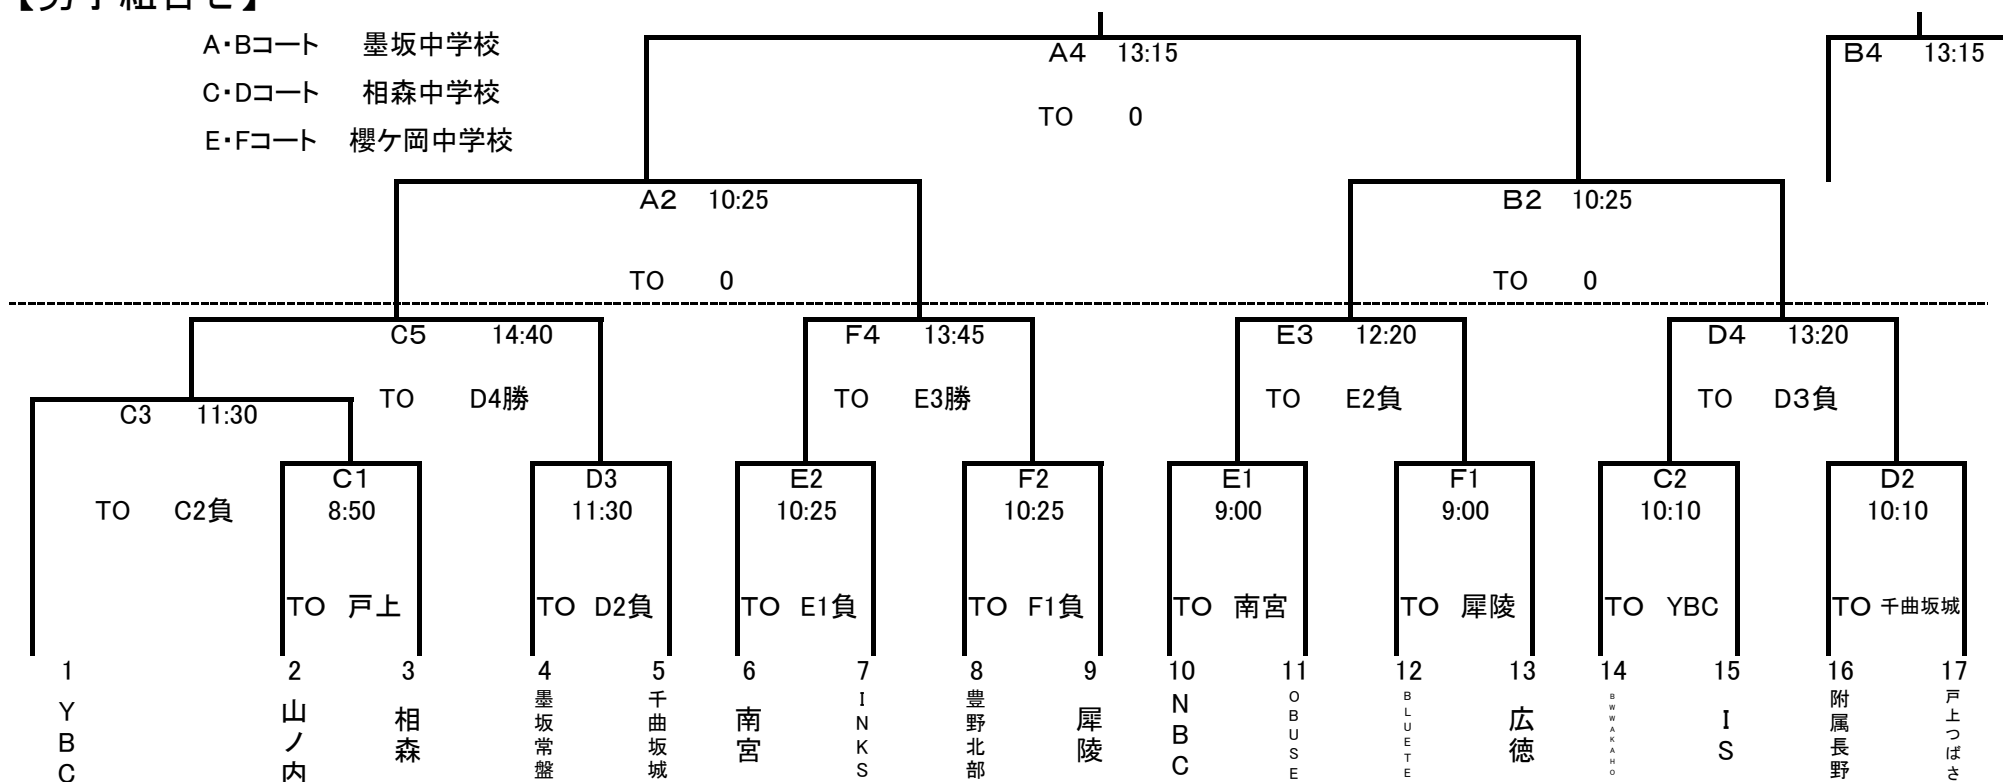 【男子組合せ】
A・Bコート 墨坂中学校
C・Dコート 相森中学校
E・Fコート 櫻ケ岡中学校
A4 13:15
TO 0
B4 13:15
A2 10:25
TO 0
B2 10:25
TO 0
C5 14:40
TO D4勝
F4 13:45
TO E3勝
E3 12:20
TO E2負
D4 13:20
TO D3負
C3 11:30
TO C2負
C1
8:50
TO 戸上
D3
11:30
TO D2負
E2
10:25
TO E1負
F2
10:25
TO F1負
E1
9:00
TO 南宮
F1
9:00
TO 犀陵
C2
10:10
TO YBC
D2
10:10
TO 千曲坂城
1 2 3 4 5 6 7 8 9 10 11 12 13 14 15 16 17
YBC
山ノ内
相森
墨坂常盤
千曲坂城
南宮
INKS
豊野北部
犀陵
NBC
OBUSE
BLUETE
広徳
BWWAKAHO
IS
附属長野
戸上つばさ